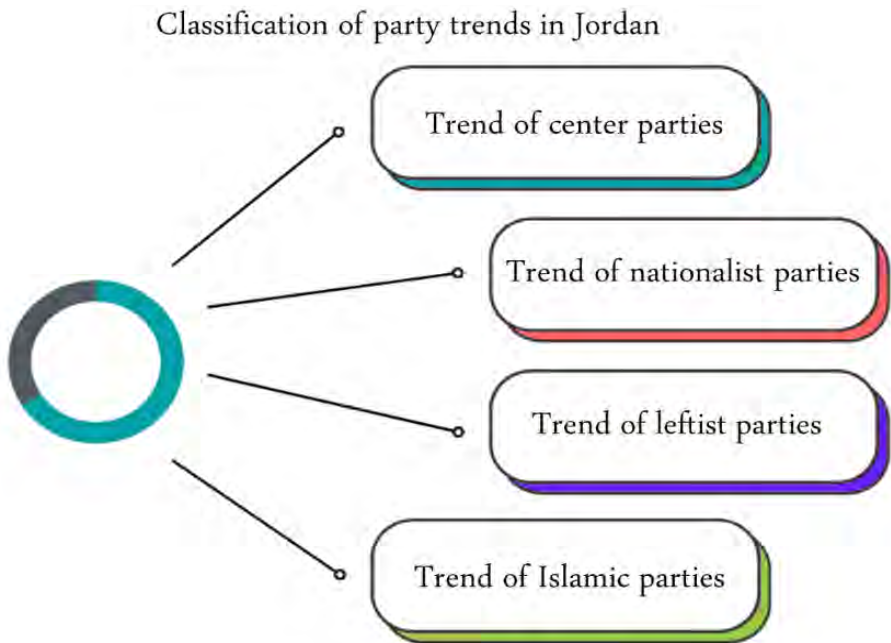 Classification of party trends in Jordan
Trend of center parties
Trend of nationalist parties
Trend of leftist parties
Trend of Islamic parties